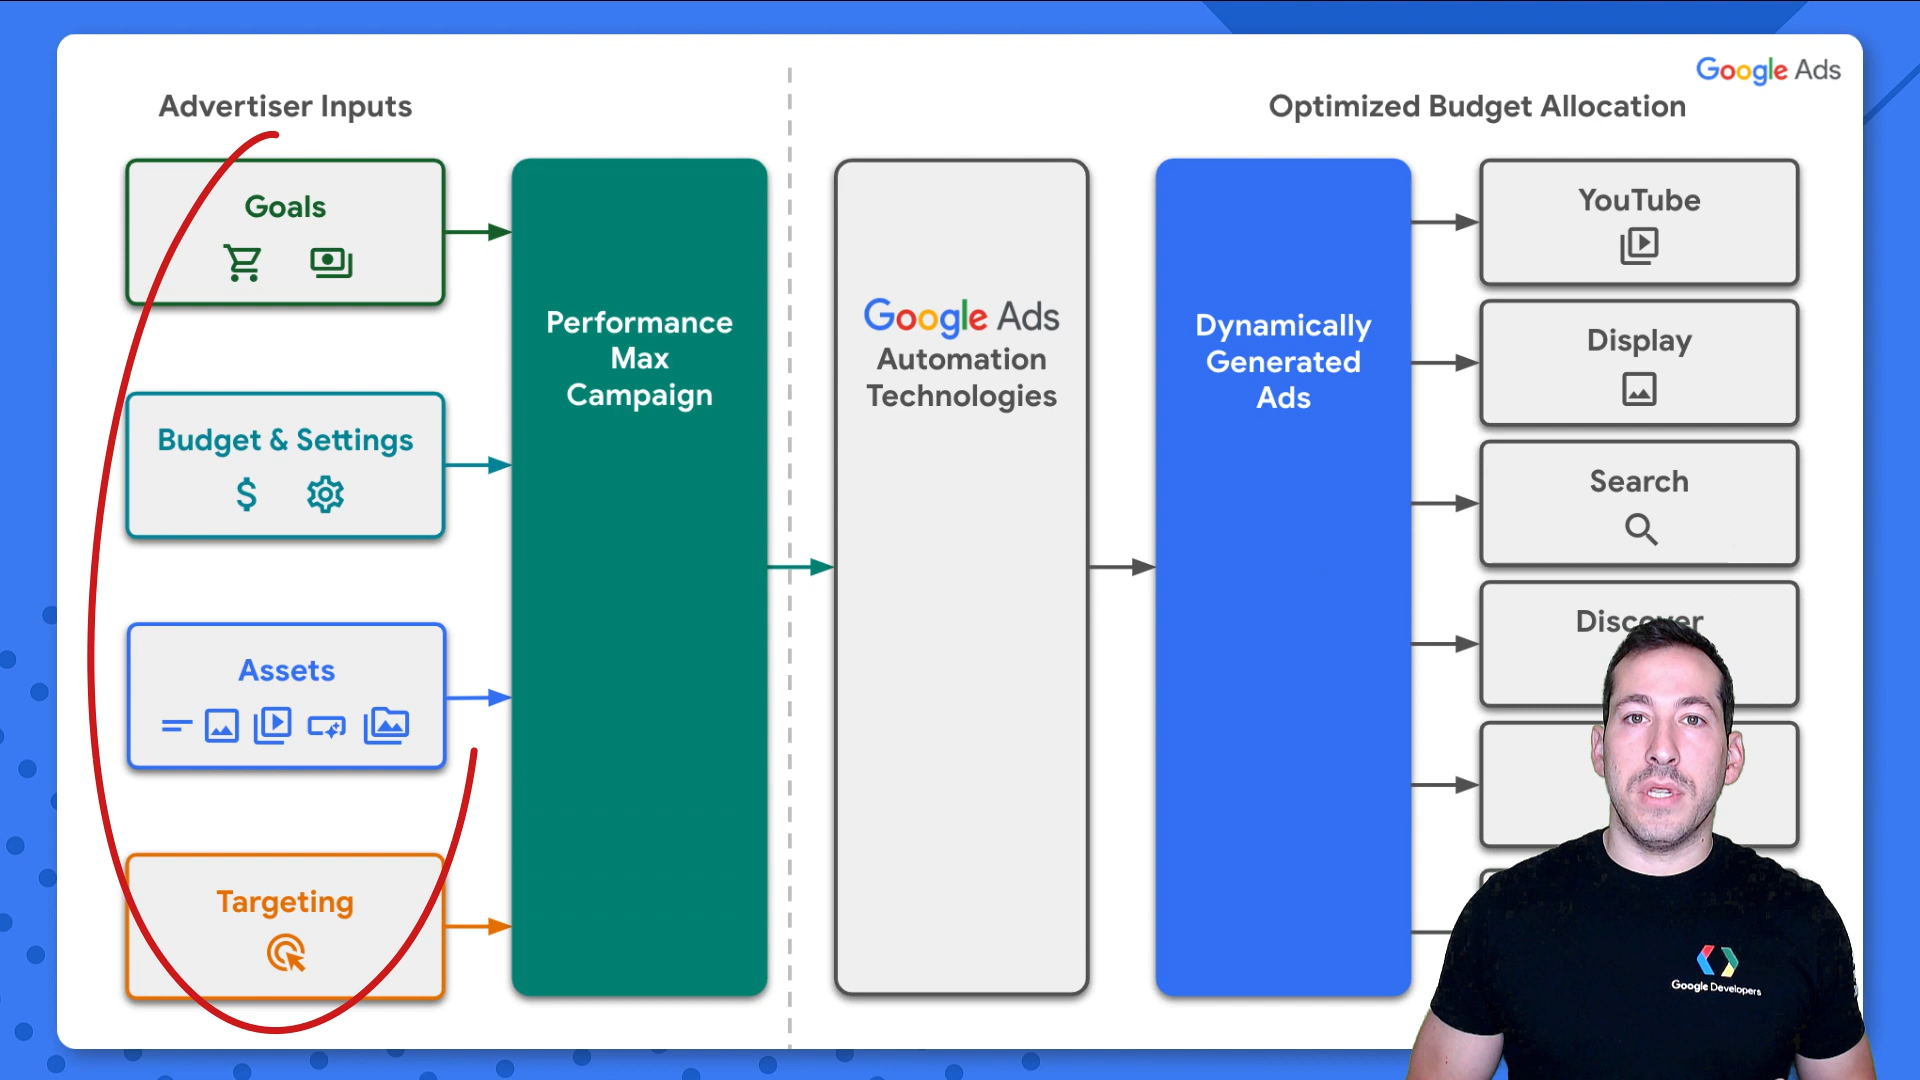 Google Ads
Advertiser Inputs
Optimized Budget Allocation
Goals
Budget & Settings
Assets
Targeting
Performance
Max
Campaign
Google Ads
Automation
Technologies
Dynamically
Generated
Ads
YouTube
Display
Search
Discover
Google Developers